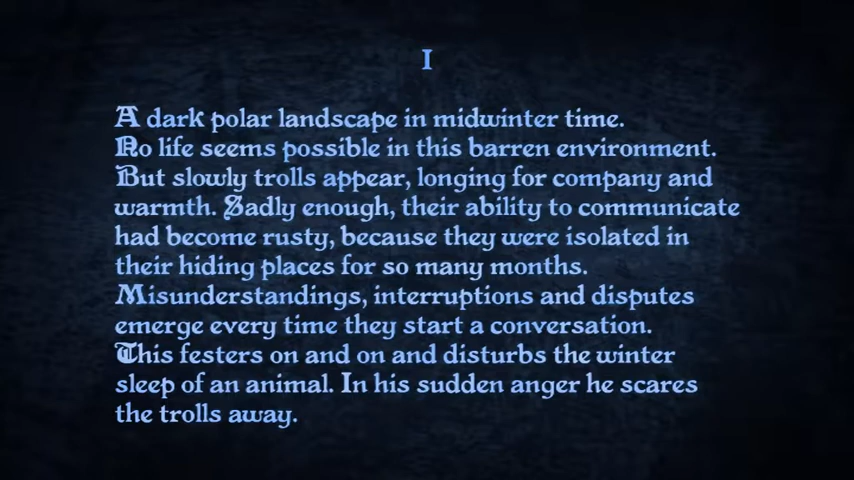 I
A dark polar landscape in midwinter time.
No life seems possible in this barren environment.
But slowly trolls appear, longing for company and
warmth. Sadly enough, their ability to communicate
had become rusty, because they were isolated in
their hiding places for so many months.
Misunderstandings, interruptions and disputes
emerge every time they start a conversation.
This festers on and on and disturbs the winter
sleep of an animal. In his sudden anger he scares
the trolls away.